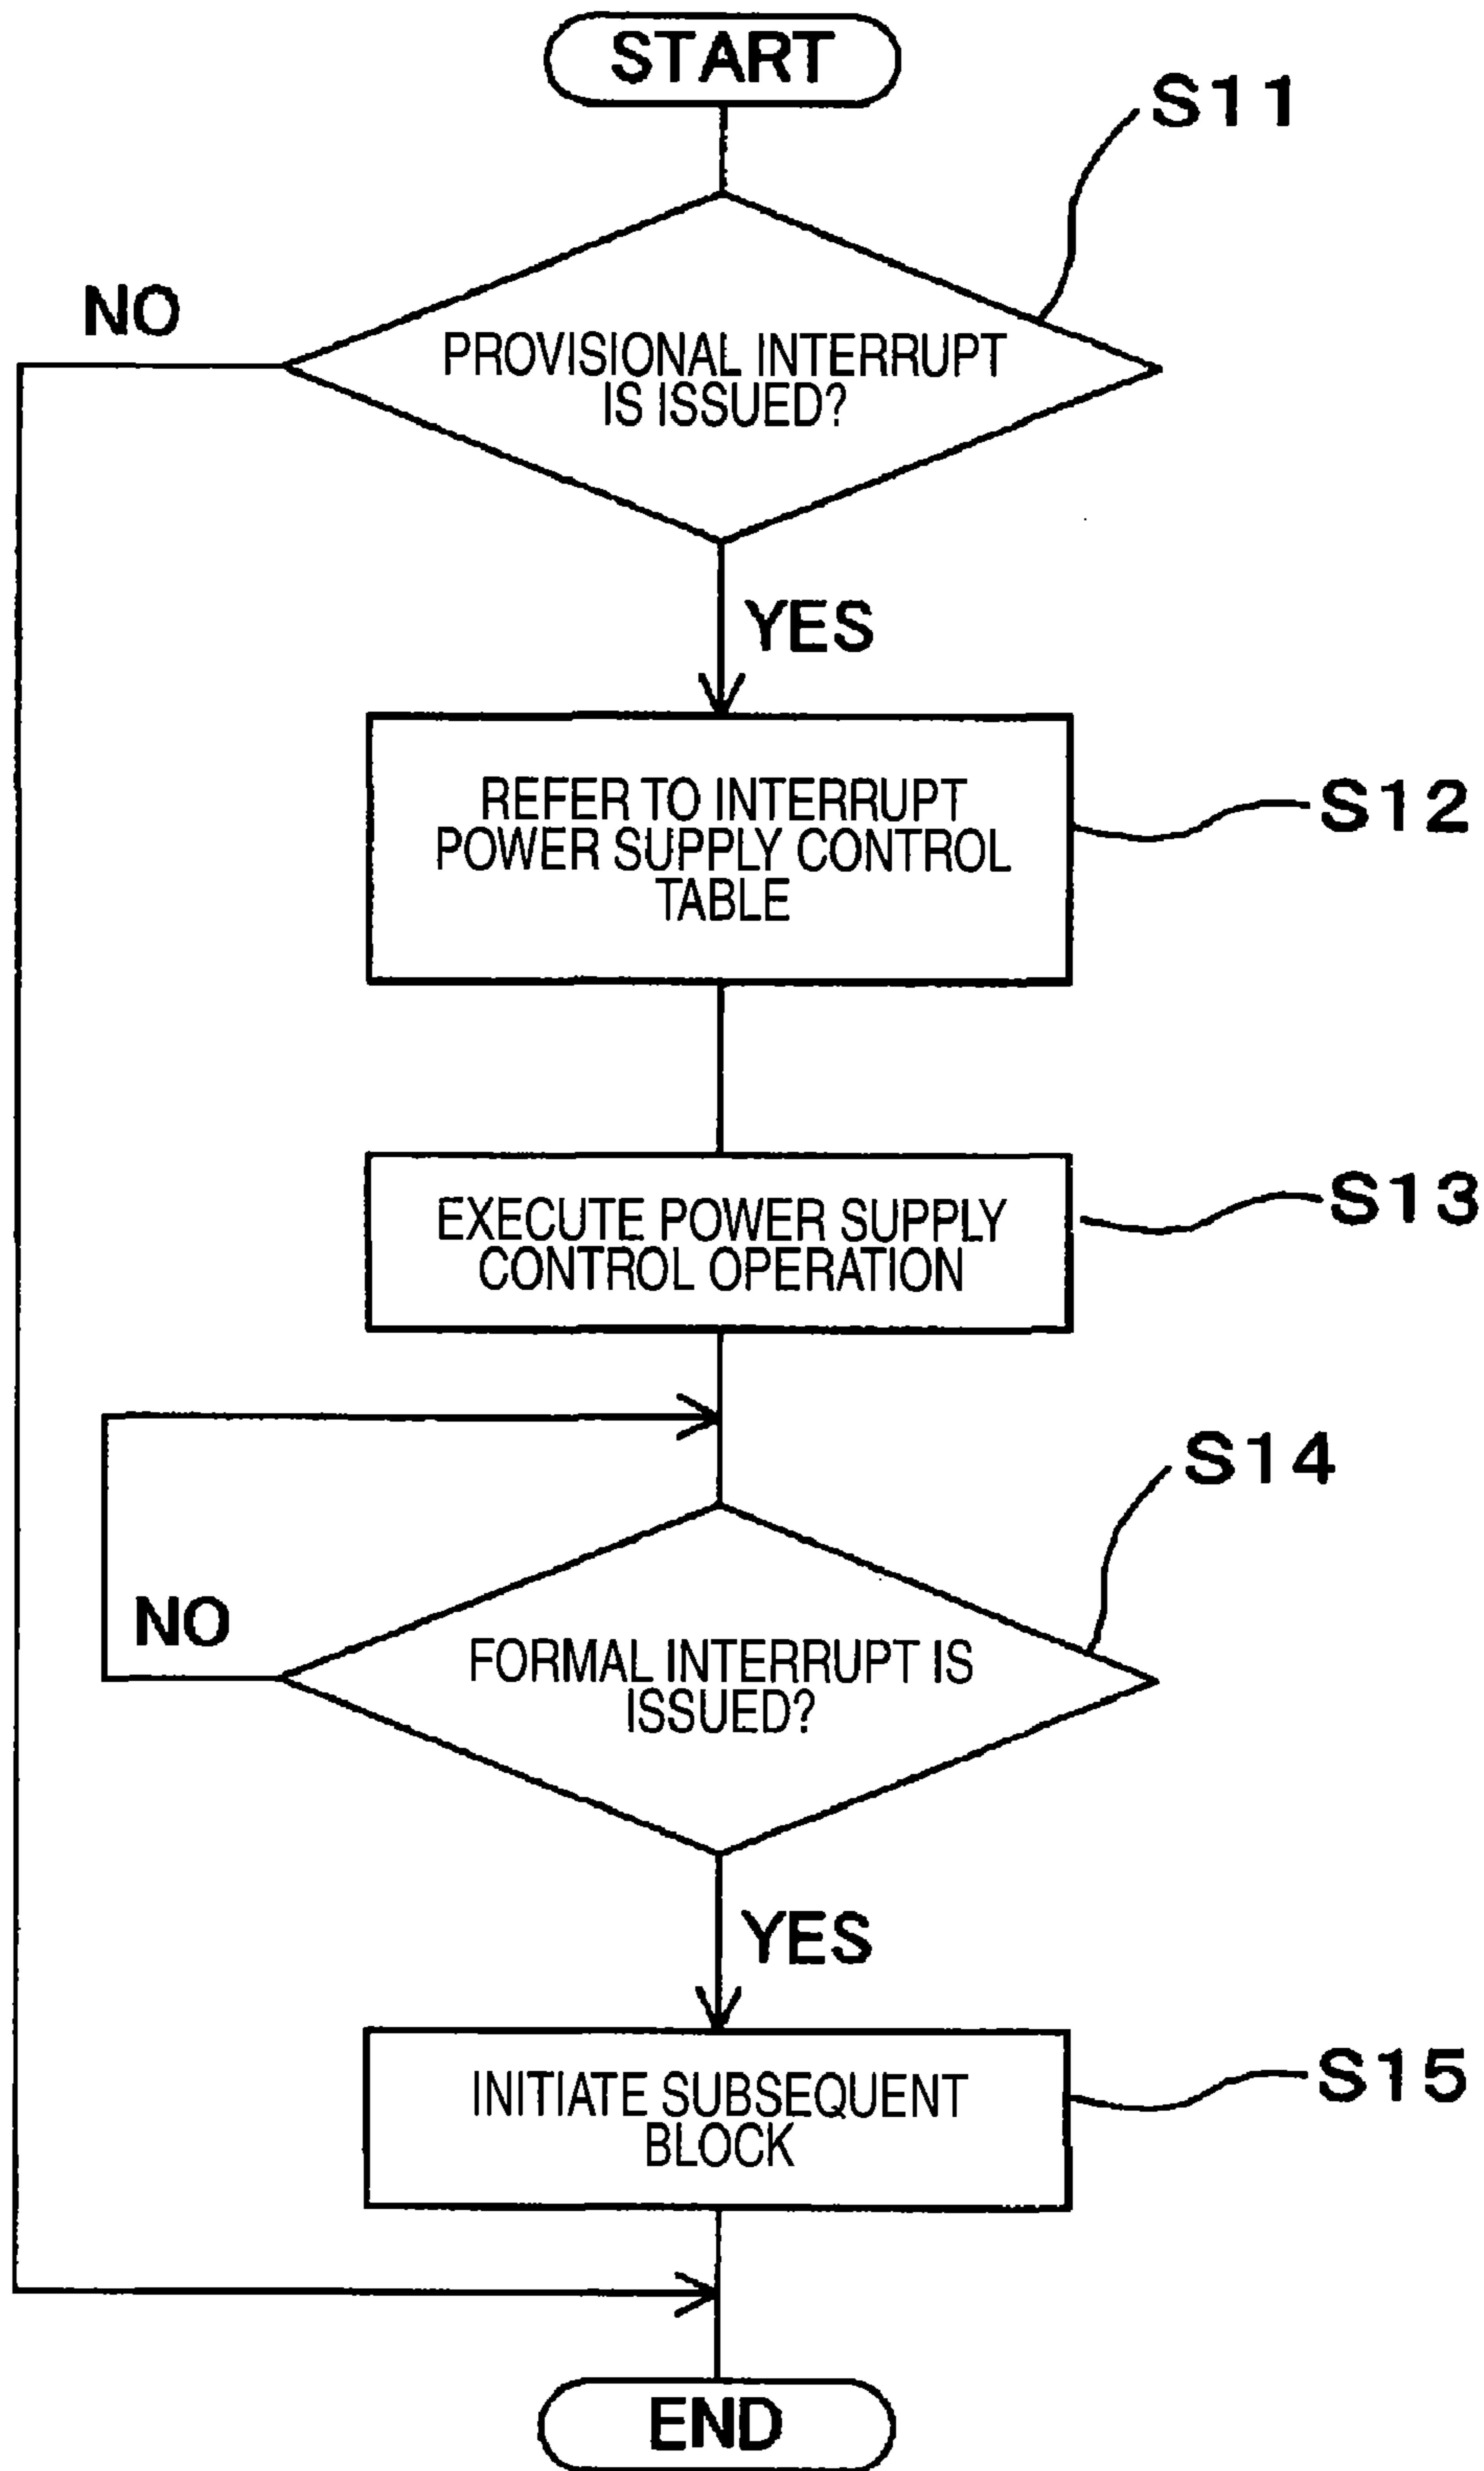 START
S11
NO
PROVISIONAL INTERRUPT
IS ISSUED?
YES
REFER TO INTERRUPT
POWER SUPPLY CONTROL
TABLE
S12
EXECUTE POWER SUPPLY
CONTROL OPERATION
S13
S14
NO
FORMAL INTERRUPT IS
ISSUED?
YES
INITIATE SUBSEQUENT
BLOCK
S15
END